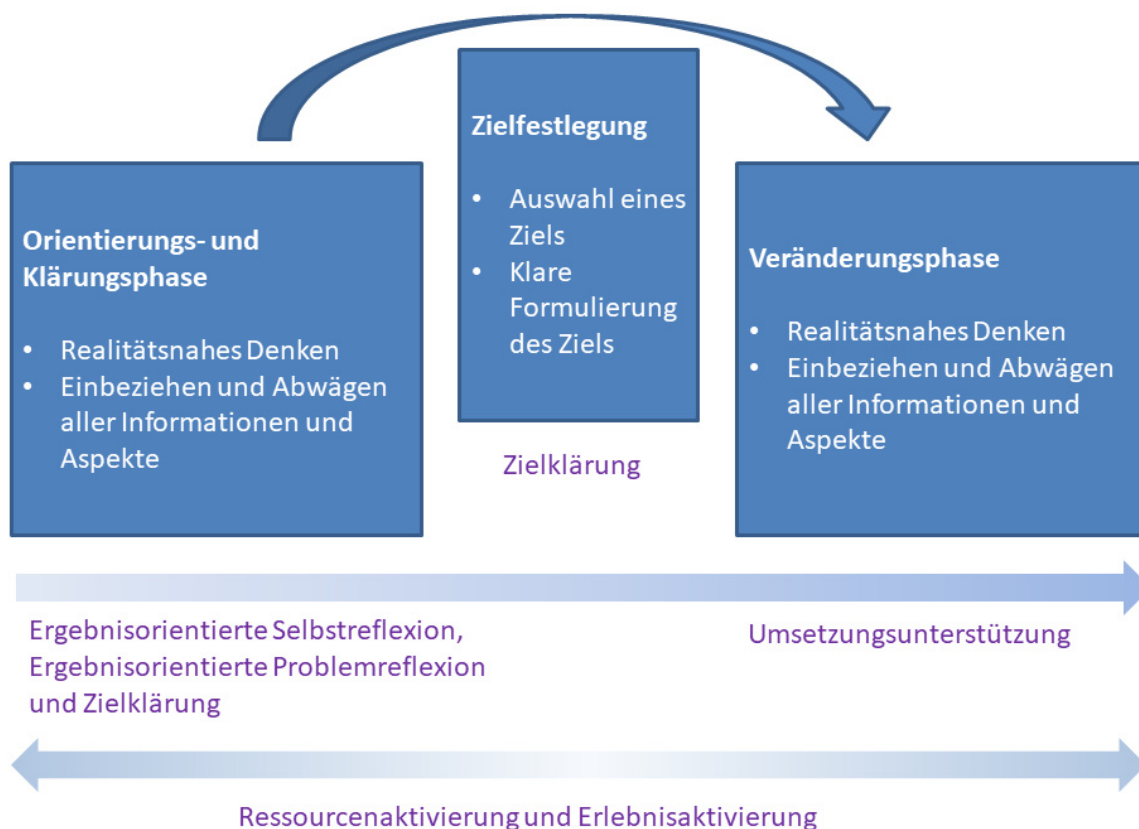 Orientierungs- und
Klärungsphase
• Realitätsnahes Denken
• Einbeziehen und Abwägen
aller Informationen und
Aspekte
Zielfestlegung
• Auswahl eines
Ziels
• Klare
Formulierung
des Ziels
Zielklärung
Veränderungsphase
• Realitätsnahes Denken
• Einbeziehen und Abwägen
aller Informationen und
Aspekte
Ergebnisorientierte Selbstreflexion,
Ergebnisorientierte Problemreflexion
und Zielklärung
Umsetzungsunterstützung
Ressourcenaktivierung und Erlebnisaktivierung